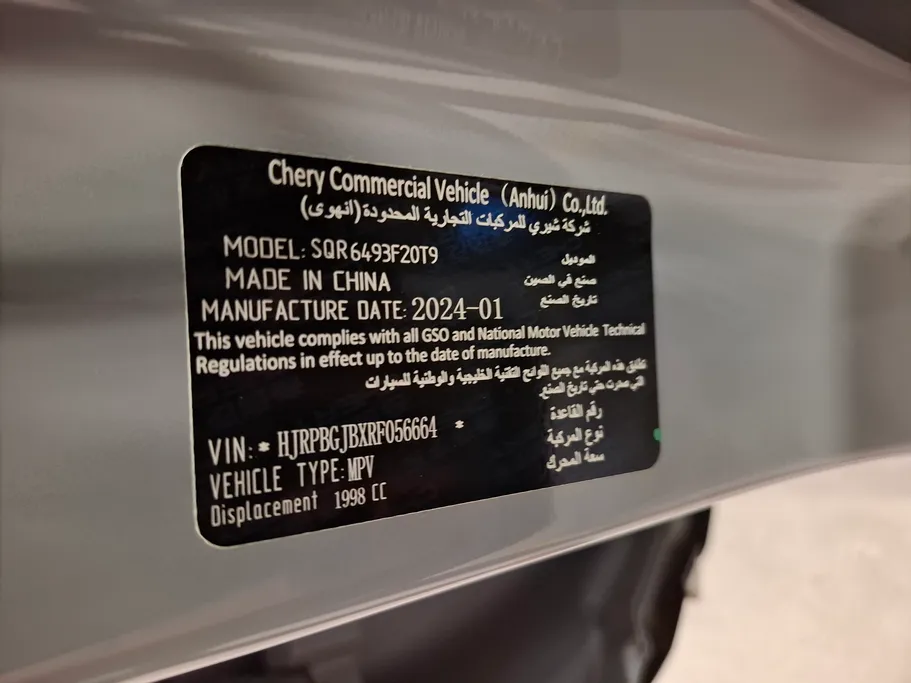 Chery Commercial Vehicle (Anhui) Co.,Ltd.
شركة شيري للمركبات التجارية المحدودة (انهوى)
MODEL: SQR6493F20T9 الموديل
MADE IN CHINA صنع في الصين
MANUFACTURE DATE: 2024-01 تاريخ الصنع
This vehicle complies with all GSO and National Motor Vehicle Technical
Regulations in effect up to the date of manufacture.
تطابق هذه المركبة مع جميع اللوائح التقنية الخليجية والوطنية للسيارات
التي صدرت حتى تاريخ الصنع.
رقم القاعدة
VIN: * HJRPBGJBXRF056664 *
نوع المركبة
VEHICLE TYPE: MPV
سعة المحرك
Displacement 1998 CC